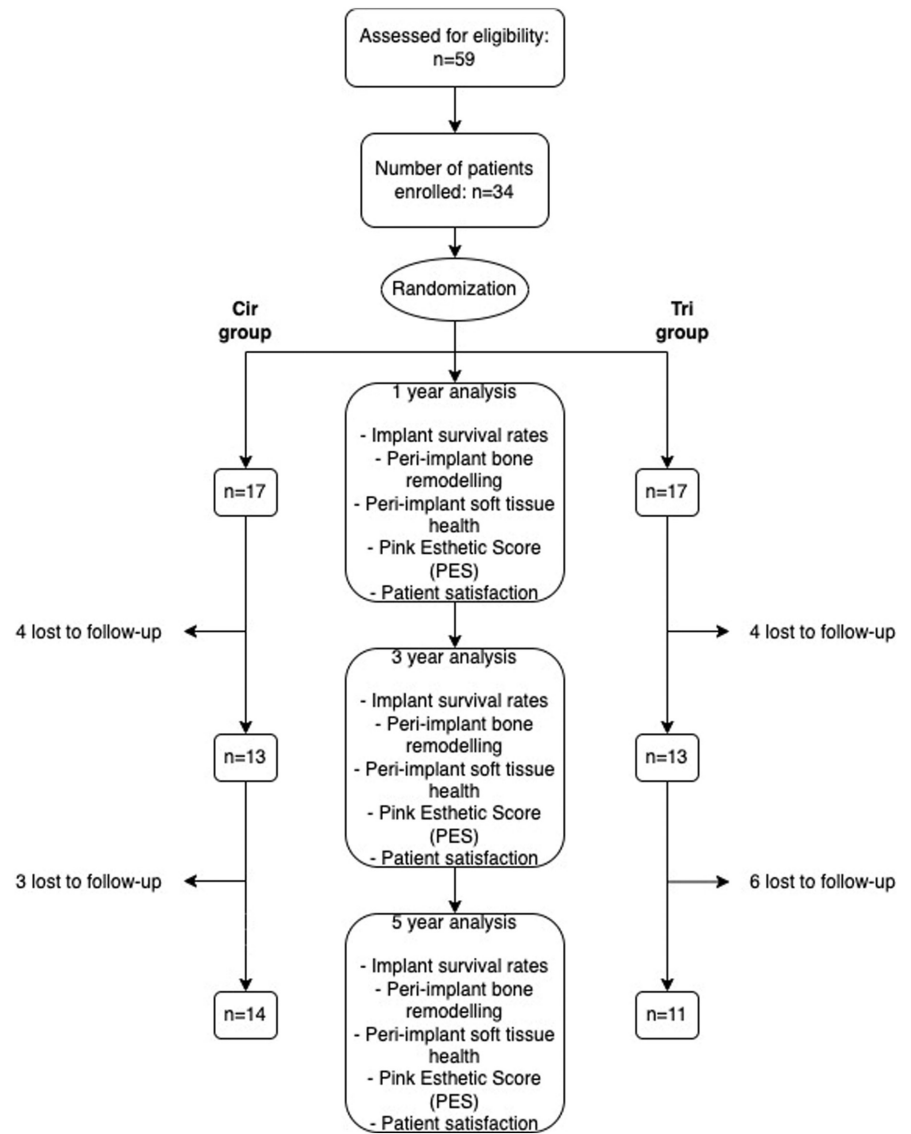 Assessed for eligibility:
n=59
Number of patients
enrolled: n=34
Randomization
Cir
group
Tri
group
1 year analysis
- Implant survival rates
- Peri-implant bone
remodelling
- Peri-implant soft tissue
health
- Pink Esthetic Score
(PES)
- Patient satisfaction
n=17
n=17
4 lost to follow-up
4 lost to follow-up
3 year analysis
- Implant survival rates
- Peri-implant bone
remodelling
- Peri-implant soft tissue
health
- Pink Esthetic Score
(PES)
- Patient satisfaction
n=13
n=13
3 lost to follow-up
6 lost to follow-up
5 year analysis
- Implant survival rates
- Peri-implant bone
remodelling
- Peri-implant soft tissue
health
- Pink Esthetic Score
(PES)
- Patient satisfaction
n=14
n=11